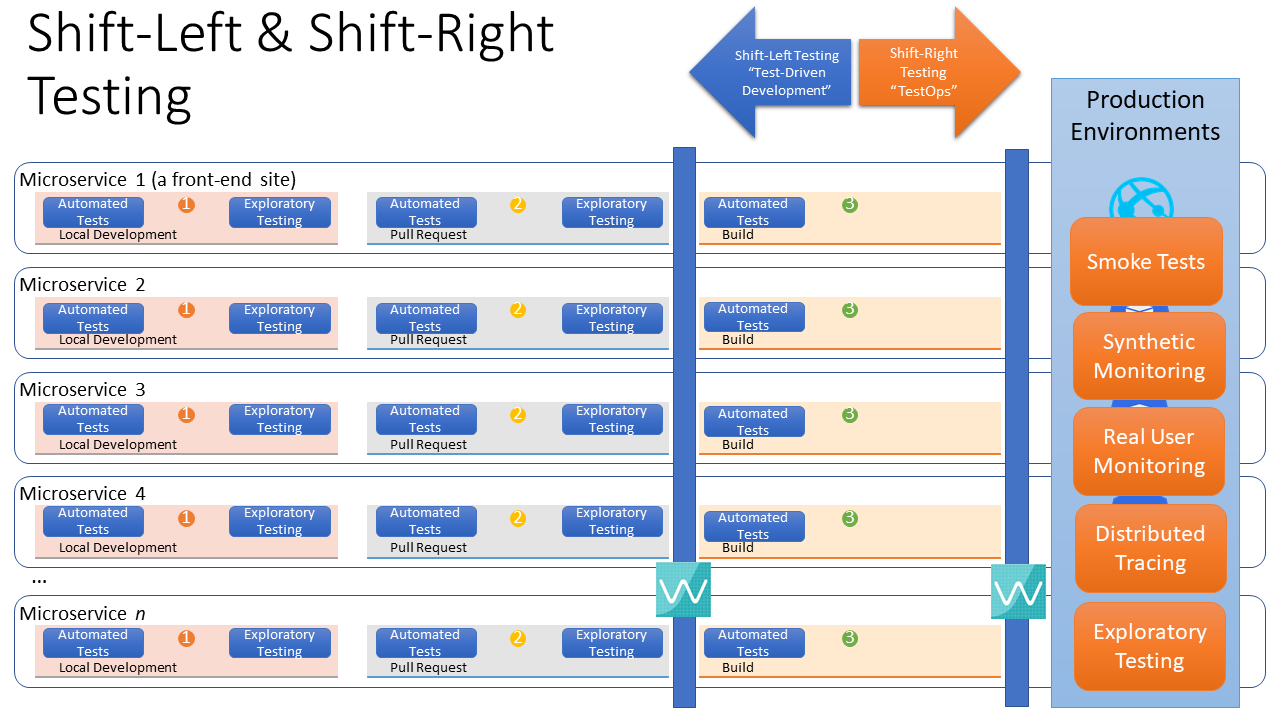 Shift-Left & Shift-Right
Testing
Shift-Left Testing
“Test-Driven
Development”
Shift-Right
Testing
“TestOps”
Production
Environments
Microservice 1 (a front-end site)
Automated
Tests
1
Exploratory
Testing
Local Development
Automated
Tests
2
Exploratory
Testing
Pull Request
Automated
Tests
3
Build
Microservice 2
Automated
Tests
1
Exploratory
Testing
Local Development
Automated
Tests
2
Exploratory
Testing
Pull Request
Automated
Tests
3
Build
Microservice 3
Automated
Tests
1
Exploratory
Testing
Local Development
Automated
Tests
2
Exploratory
Testing
Pull Request
Automated
Tests
3
Build
Microservice 4
Automated
Tests
1
Exploratory
Testing
Local Development
Automated
Tests
2
Exploratory
Testing
Pull Request
Automated
Tests
3
Build
...
Microservice n
Automated
Tests
1
Exploratory
Testing
Local Development
Automated
Tests
2
Exploratory
Testing
Pull Request
Automated
Tests
3
Build
Smoke Tests
Synthetic
Monitoring
Real User
Monitoring
Distributed
Tracing
Exploratory
Testing